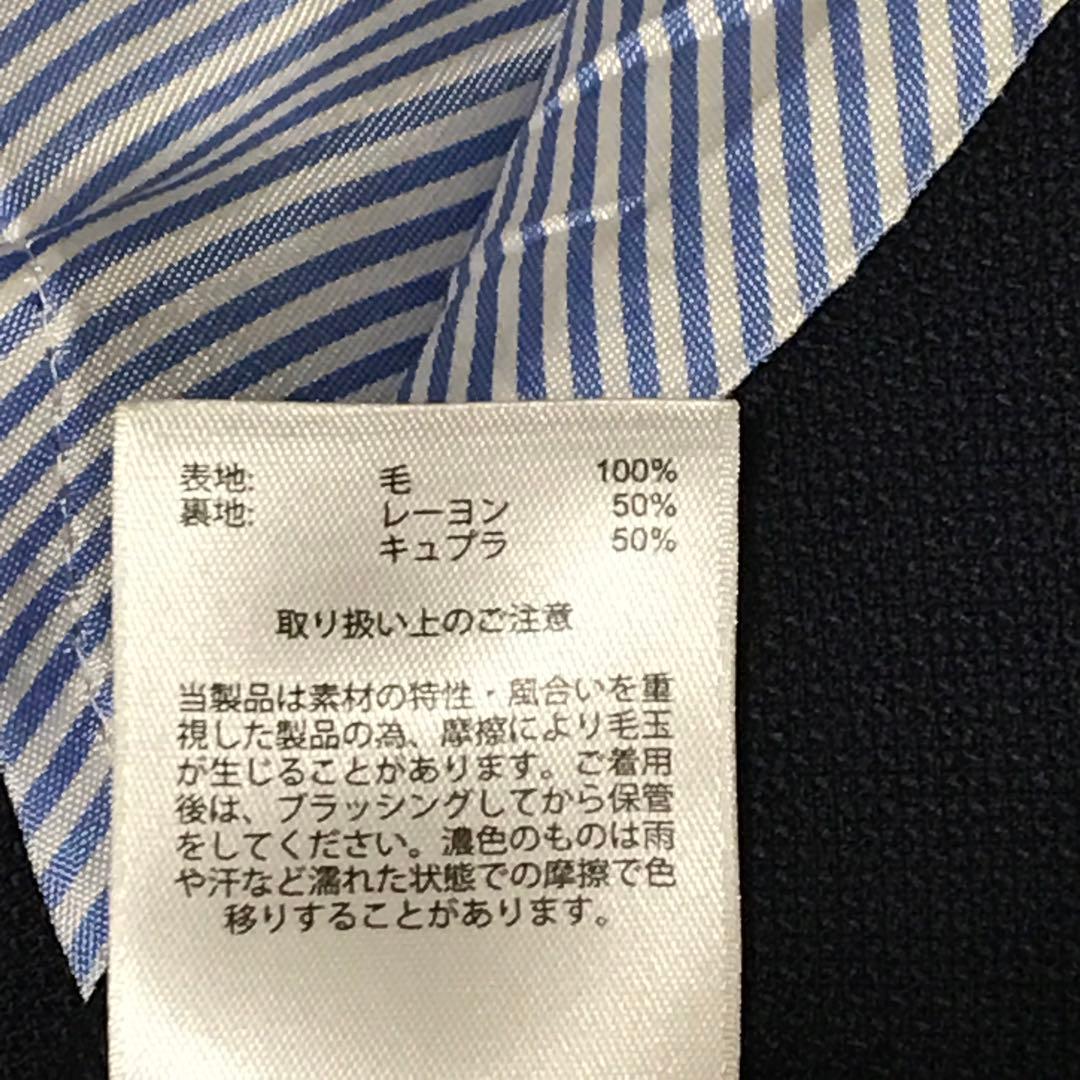 表地: 毛 100%
裏地: レーヨン 50%
キュプラ 50%
取り扱い上のご注意
当製品は素材の特性・風合いを重
視した製品の為、摩擦により毛玉
が生じることがあります。ご着用
後は、ブラッシングしてから保管
をしてください。濃色のものは雨
や汗など濡れた状態での摩擦で色
移りすることがあります。